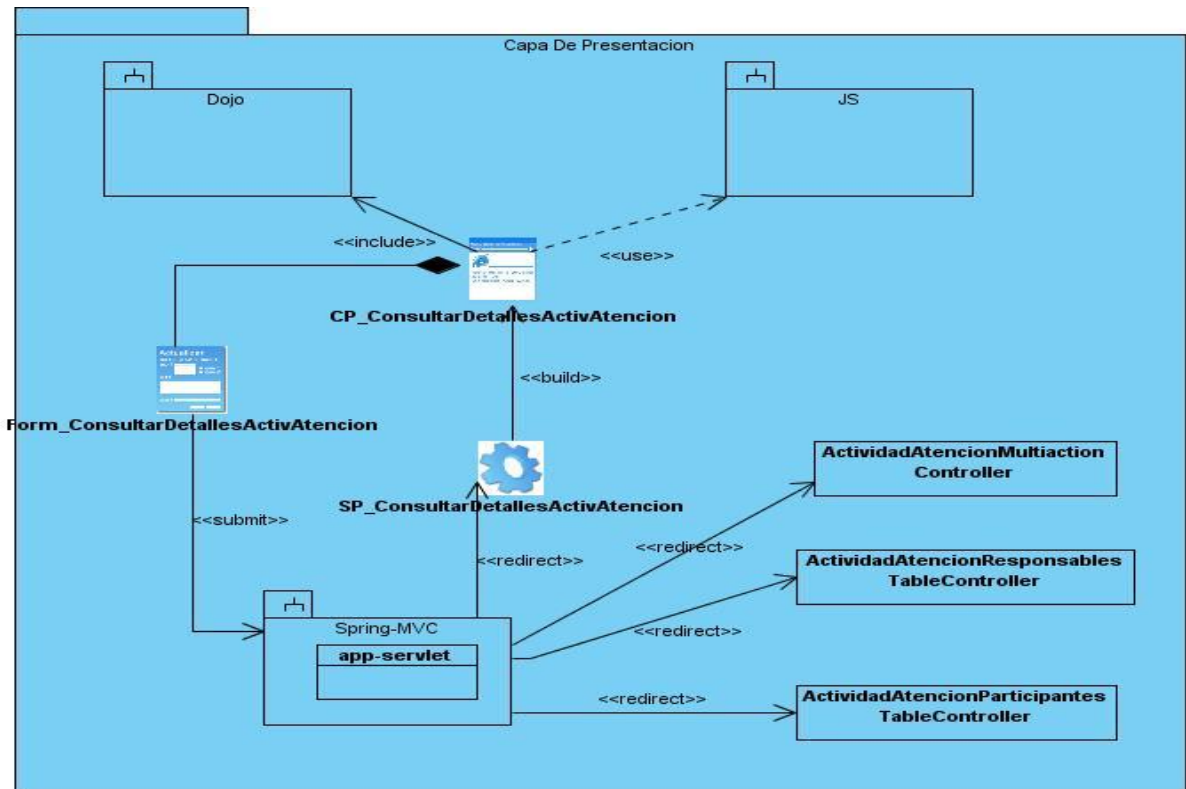 Capa De Presentacion
Dojo
JS
<<include>>
<<use>>
CP_ConsultarDetallesActivAtencion
<<build>>
Actualizar
Form_ConsultarDetallesActivAtencion
SP_ConsultarDetallesActivAtencion
<<submit>>
<<redirect>>
ActividadAtencionMultiaction
Controller
<<redirect>>
ActividadAtencionResponsables
TableController
<<redirect>>
Spring-MVC
app-servlet
<<redirect>>
ActividadAtencionParticipantes
TableController